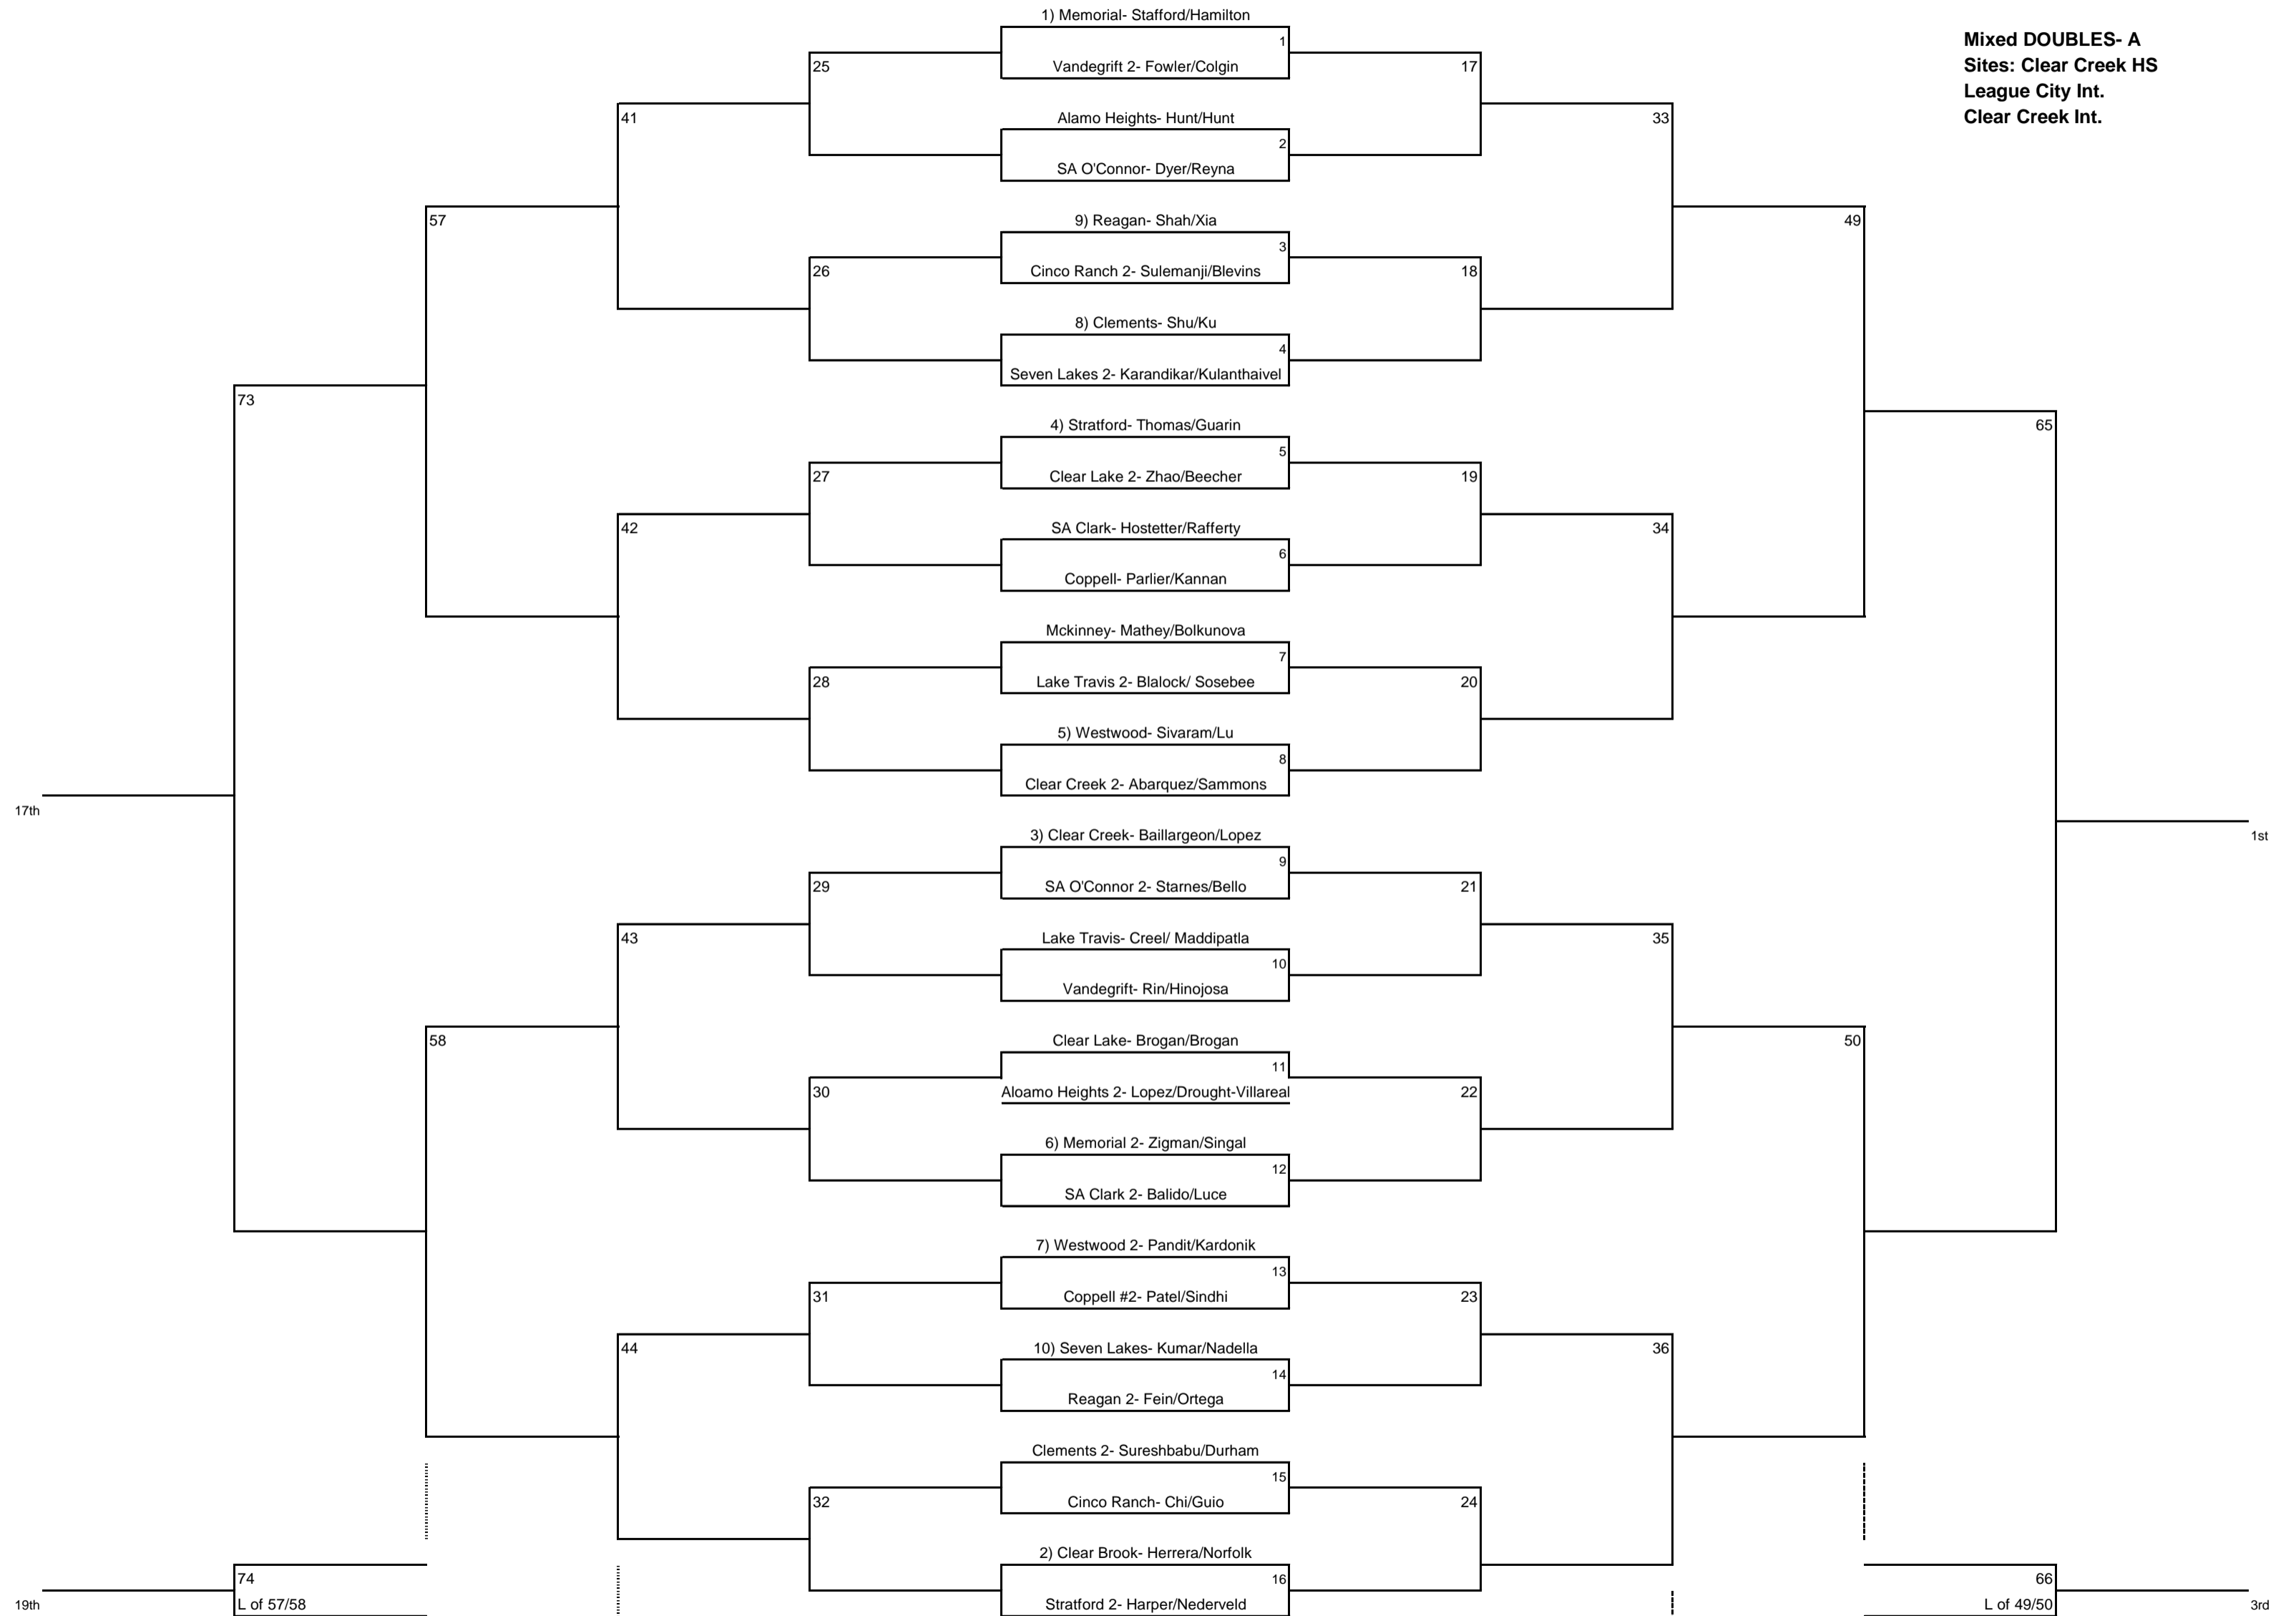 1) Memorial- Stafford/Hamilton
1
Mixed DOUBLES- A
25
Vandegrift 2- Fowler/Colgin
17
Sites: Clear Creek HS
League City Int.
41
Alamo Heights- Hunt/Hunt
33
Clear Creek Int.
2
SA O'Connor- Dyer/Reyna
57
9) Reagan- Shah/Xia
49
3
26
Cinco Ranch 2- Sulemanji/Blevins
18
8) Clements- Shu/Ku
4
Seven Lakes 2- Karandikar/Kulanthaivel
73
4) Stratford- Thomas/Guarin
65
5
27
Clear Lake 2- Zhao/Beecher
19
42
SA Clark- Hostetter/Rafferty
34
6
Coppell- Parlier/Kannan
Mckinney- Mathey/Bolkunova
7
28
Lake Travis 2- Blalock/ Sosebee
20
5) Westwood- Sivaram/Lu
8
Clear Creek 2- Abarquez/Sammons
17th
3) Clear Creek- Baillargeon/Lopez
1st
9
29
SA O'Connor 2- Starnes/Bello
21
43
Lake Travis- Creel/ Maddipatla
35
10
Vandegrift- Rin/Hinojosa
58
Clear Lake- Brogan/Brogan
50
11
30
Aloamo Heights 2- Lopez/Drought-Villareal
22
6) Memorial 2- Zigman/Singal
12
SA Clark 2- Balido/Luce
7) Westwood 2- Pandit/Kardonik
13
31
Coppell #2- Patel/Sindhi
23
44
10) Seven Lakes- Kumar/Nadella
36
14
Reagan 2- Fein/Ortega
Clements 2- Sureshbabu/Durham
15
32
Cinco Ranch- Chi/Guio
24
2) Clear Brook- Herrera/Norfolk
74
16
66
19th
L of 57/58
Stratford 2- Harper/Nederveld
L of 49/50
3rd